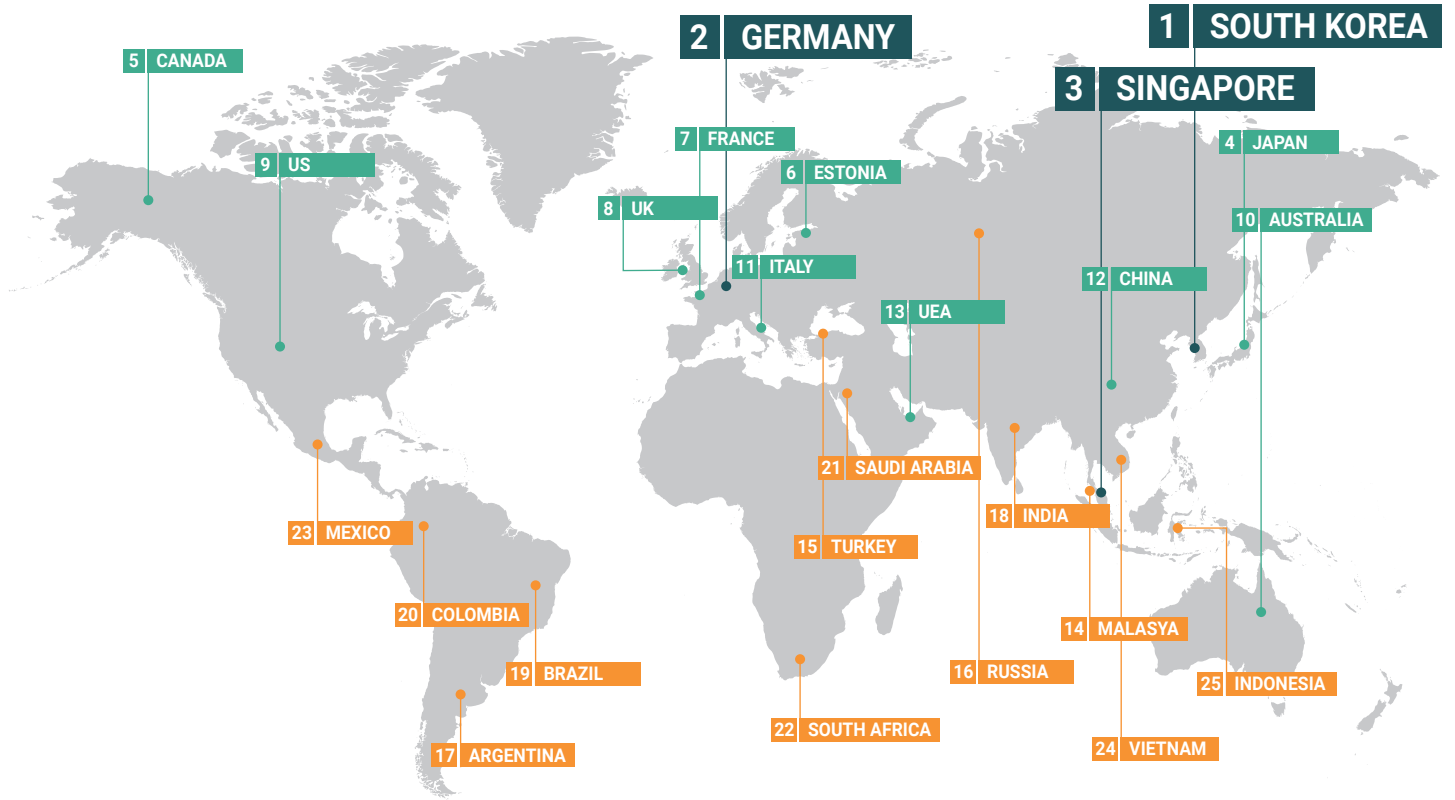 1 SOUTH KOREA
2 GERMANY
5 CANADA
3 SINGAPORE
7 FRANCE
4 JAPAN
9 US
6 ESTONIA
8 UK
10 AUSTRALIA
11 ITALY
12 CHINA
13 UEA
21 SAUDI ARABIA
18 INDIA
23 MEXICO
15 TURKEY
20 COLOMBIA
14 MALASYA
19 BRAZIL
16 RUSSIA
25 INDONESIA
22 SOUTH AFRICA
24 VIETNAM
17 ARGENTINA